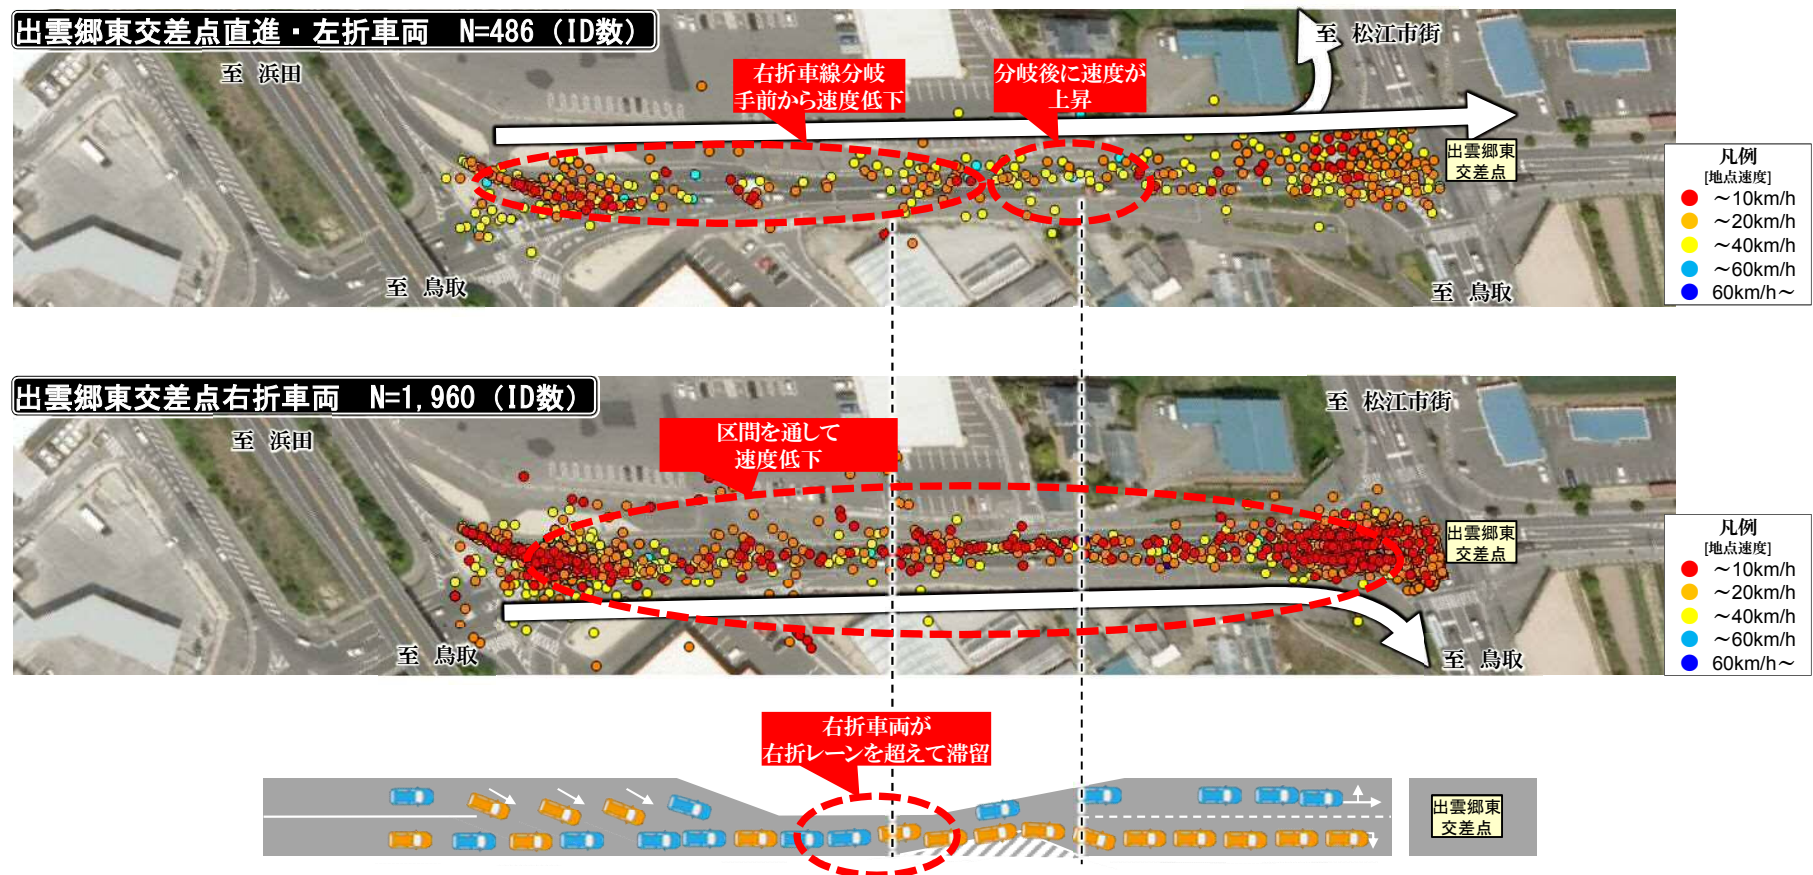 出雲郷東交差点直進・左折車両　N=486（ID数）
至　浜田
右折車線分岐
手前から速度低下
分岐後に速度が
上昇
至　松江市街
出雲郷東
交差点
至　鳥取
至　鳥取
凡例
[地点速度]
～10km/h
～20km/h
～40km/h
～60km/h
60km/h～
出雲郷東交差点右折車両　N=1,960（ID数）
至　浜田
区間を通して
速度低下
至　松江市街
出雲郷東
交差点
至　鳥取
至　鳥取
凡例
[地点速度]
～10km/h
～20km/h
～40km/h
～60km/h
60km/h～
右折車両が
右折レーンを超えて滞留
出雲郷東
交差点